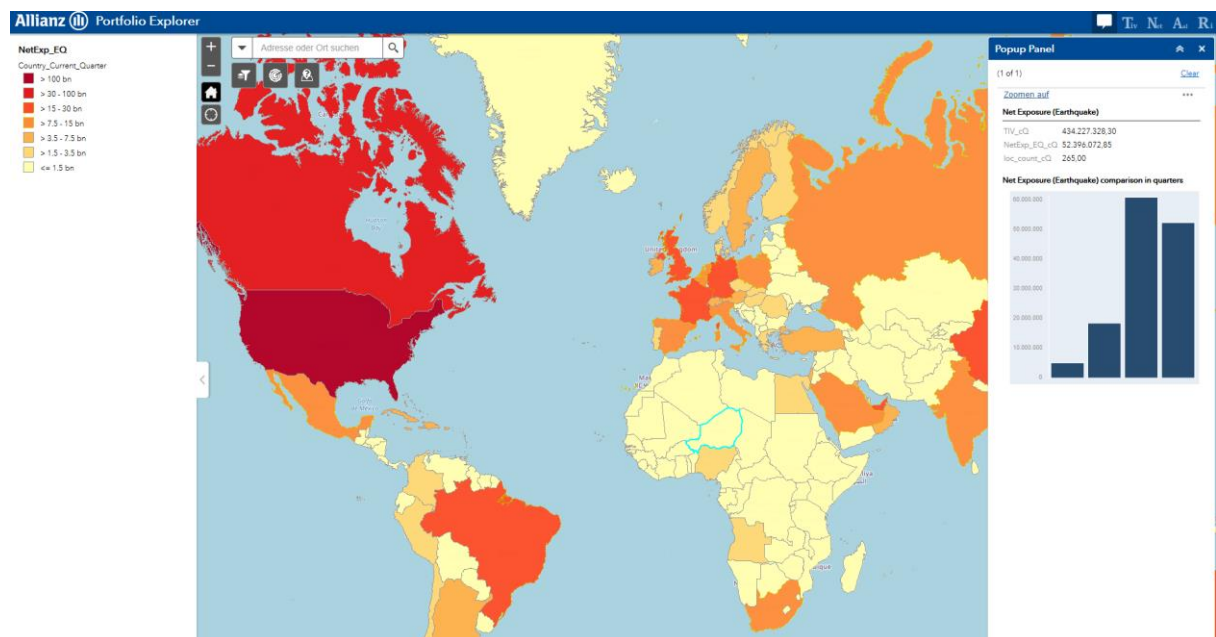 Allianz Portfolio Explorer
NetExp_EQ
Country_Current_Quarter
> 100 bn
> 30 - 100 bn
> 15 - 30 bn
> 7.5 - 15 bn
> 3.5 - 7.5 bn
> 1.5 - 3.5 bn
<= 1.5 bn
+
−
Adresse oder Ort suchen
Popup Panel
(1 of 1) Clear
Zoomen auf
Net Exposure (Earthquake)
TIV_cQ 434.227.328,30
NetExp_EQ_cQ 52.396.072,85
loc_count_cQ 265,00
Net Exposure (Earthquake) comparison in quarters
60.000.000
50.000.000
40.000.000
30.000.000
20.000.000
10.000.000
0